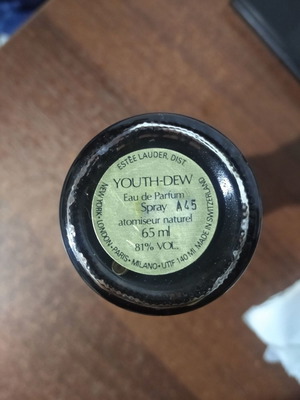 ESTĒE LAUDER, DIST
YOUTH-DEW
Eau de Parfum
Spray A45
atomiseur naturel
65 ml
81% VOL.
NEW YORK • LONDON • PARIS • MILANO • UTIF 140 MI MADE IN SWITZERLAND